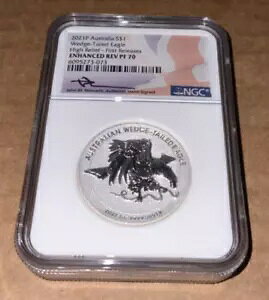 2021P Australia S$1
Wedge-Tailed Eagle
High Relief - First Releases
ENHANCED REV PF 70
6095273-073
NGC
AUSTRALIAN WEDGE-TAILED EAGLE
2021